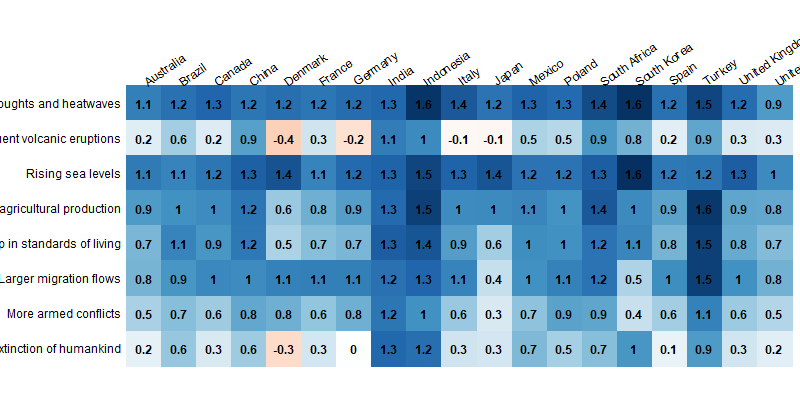 Australia Brazil Canada China Denmark France Germany India Indonesia Italy Japan Mexico Poland South Africa South Korea Spain Turkey United Kingdo Unite
oughts and heatwaves 1.1 1.2 1.3 1.2 1.2 1.2 1.2 1.3 1.6 1.4 1.2 1.3 1.3 1.4 1.6 1.2 1.5 1.2 0.9
uent volcanic eruptions 0.2 0.6 0.2 0.9 -0.4 0.3 -0.2 1.1 1 -0.1 -0.1 0.5 0.5 0.9 0.8 0.2 0.9 0.3 0.3
Rising sea levels 1.1 1.1 1.2 1.3 1.4 1.1 1.2 1.3 1.5 1.3 1.4 1.2 1.2 1.3 1.6 1.2 1.2 1.3 1
agricultural production 0.9 1 1 1.2 0.6 0.8 0.9 1.3 1.5 1 1 1.1 1 1.4 1 0.9 1.6 0.9 0.8
p in standards of living 0.7 1.1 0.9 1.2 0.5 0.7 0.7 1.3 1.4 0.9 0.6 1 1 1.2 1.1 0.8 1.5 0.8 0.7
Larger migration flows 0.8 0.9 1 1 1.1 1.1 1.1 1.2 1.3 1.1 0.4 1 1.1 1.2 0.5 1 1.5 1 0.8
More armed conflicts 0.5 0.7 0.6 0.8 0.8 0.6 0.8 1.2 1 0.6 0.3 0.7 0.9 0.9 0.4 0.6 1.1 0.6 0.5
xtinction of humankind 0.2 0.6 0.3 0.6 -0.3 0.3 0 1.3 1.2 0.3 0.3 0.7 0.5 0.7 1 0.1 0.9 0.3 0.2